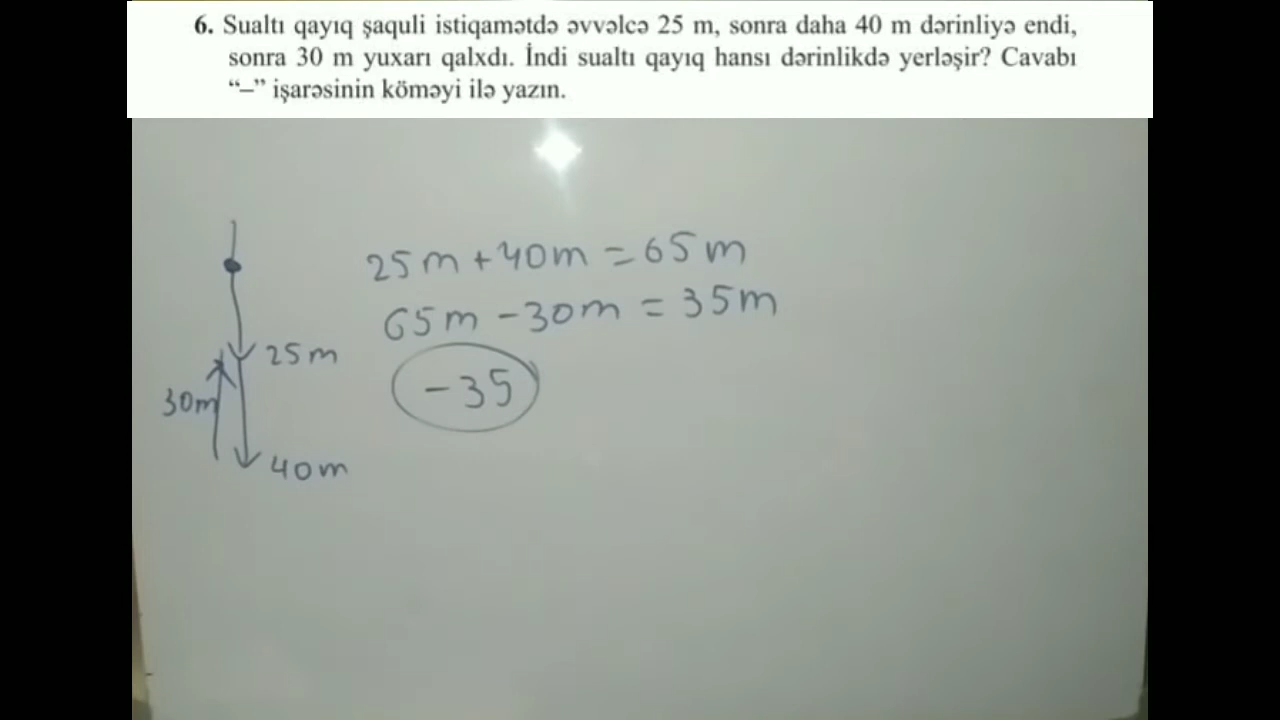 6. Sualtı qayıq şaquli istiqamətdə əvvəlcə 25 m, sonra daha 40 m dərinliyə endi,
sonra 30 m yuxarı qalxdı. İndi sualtı qayıq hansı dərinlikdə yerləşir? Cavabı
“–” işarəsinin köməyi ilə yazın.
25m + 40m = 65m
65m - 30m = 35m
-35
25m
30m
40m